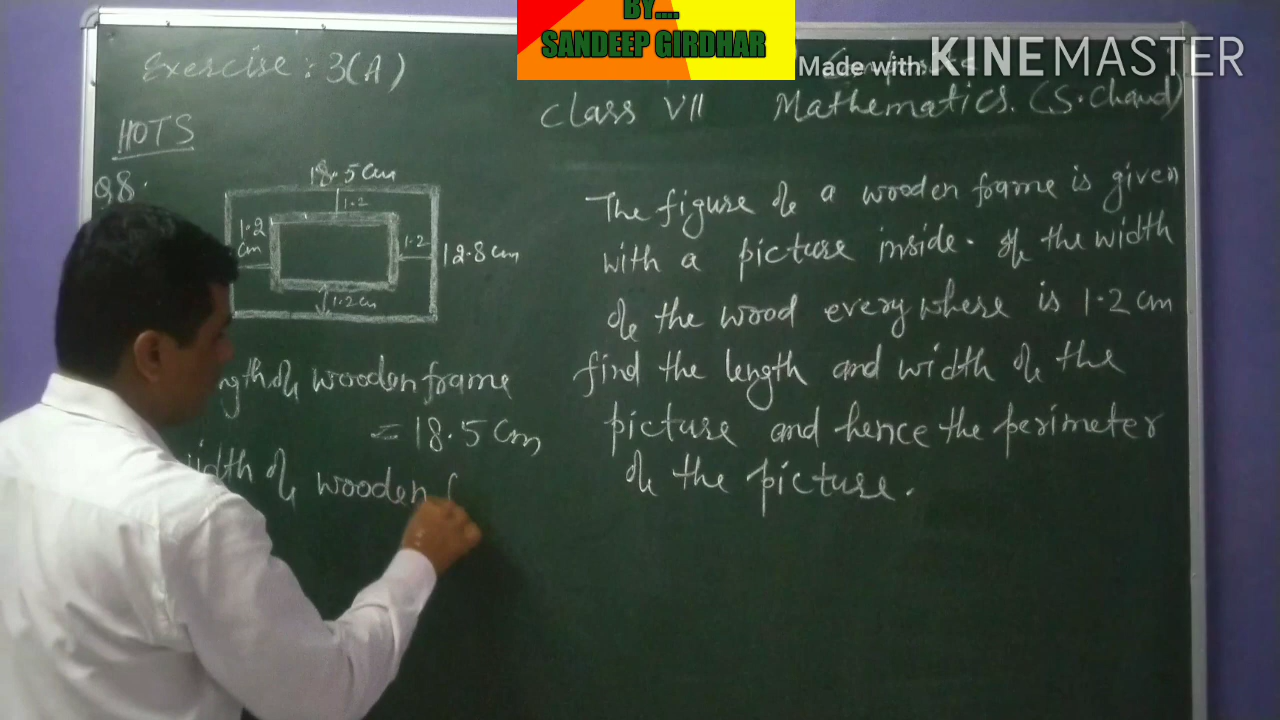 BY....
SANDEEP GIRDHAR
Made with KINEMASTER
Exercise : 3(A)
Class VII Mathematics. (S. Chand)
HOTS
Q8.
18.5 cm
1.2
1.2
cm
1.2
12.8 cm
1.2 cm
The figure of a wooden frame is given
with a picture inside. If the width
of the wood every where is 1.2 cm
find the length and width of the
picture and hence the perimeter
of the picture.
of wooden frame
= 18.5 cm
of wooden